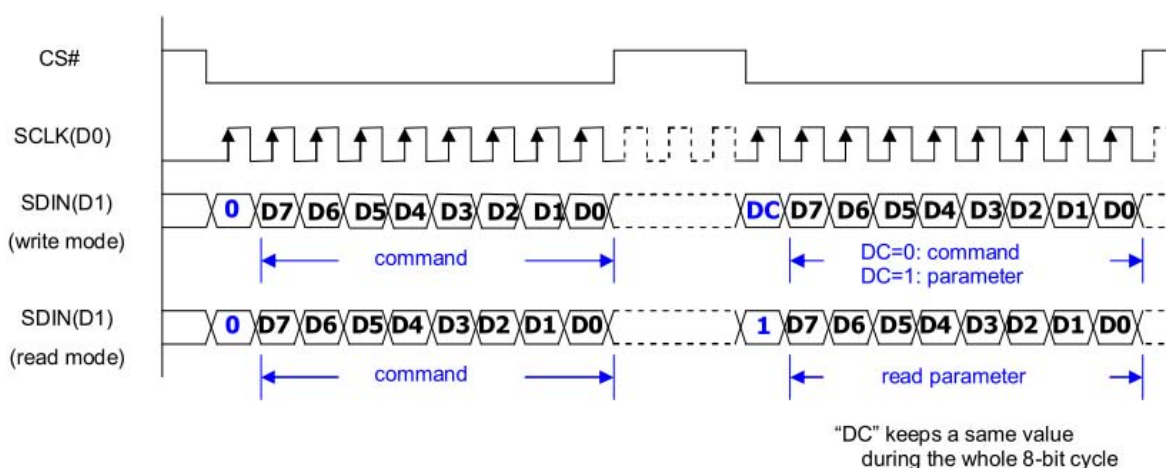 CS#
SCLK(D0)
SDIN(D1)
(write mode)
0 D7 D6 D5 D4 D3 D2 D1 D0
DC D7 D6 D5 D4 D3 D2 D1 D0
command
DC=0: command
DC=1: parameter
SDIN(D1)
(read mode)
0 D7 D6 D5 D4 D3 D2 D1 D0
1 D7 D6 D5 D4 D3 D2 D1 D0
command
read parameter
“DC” keeps a same value
during the whole 8-bit cycle